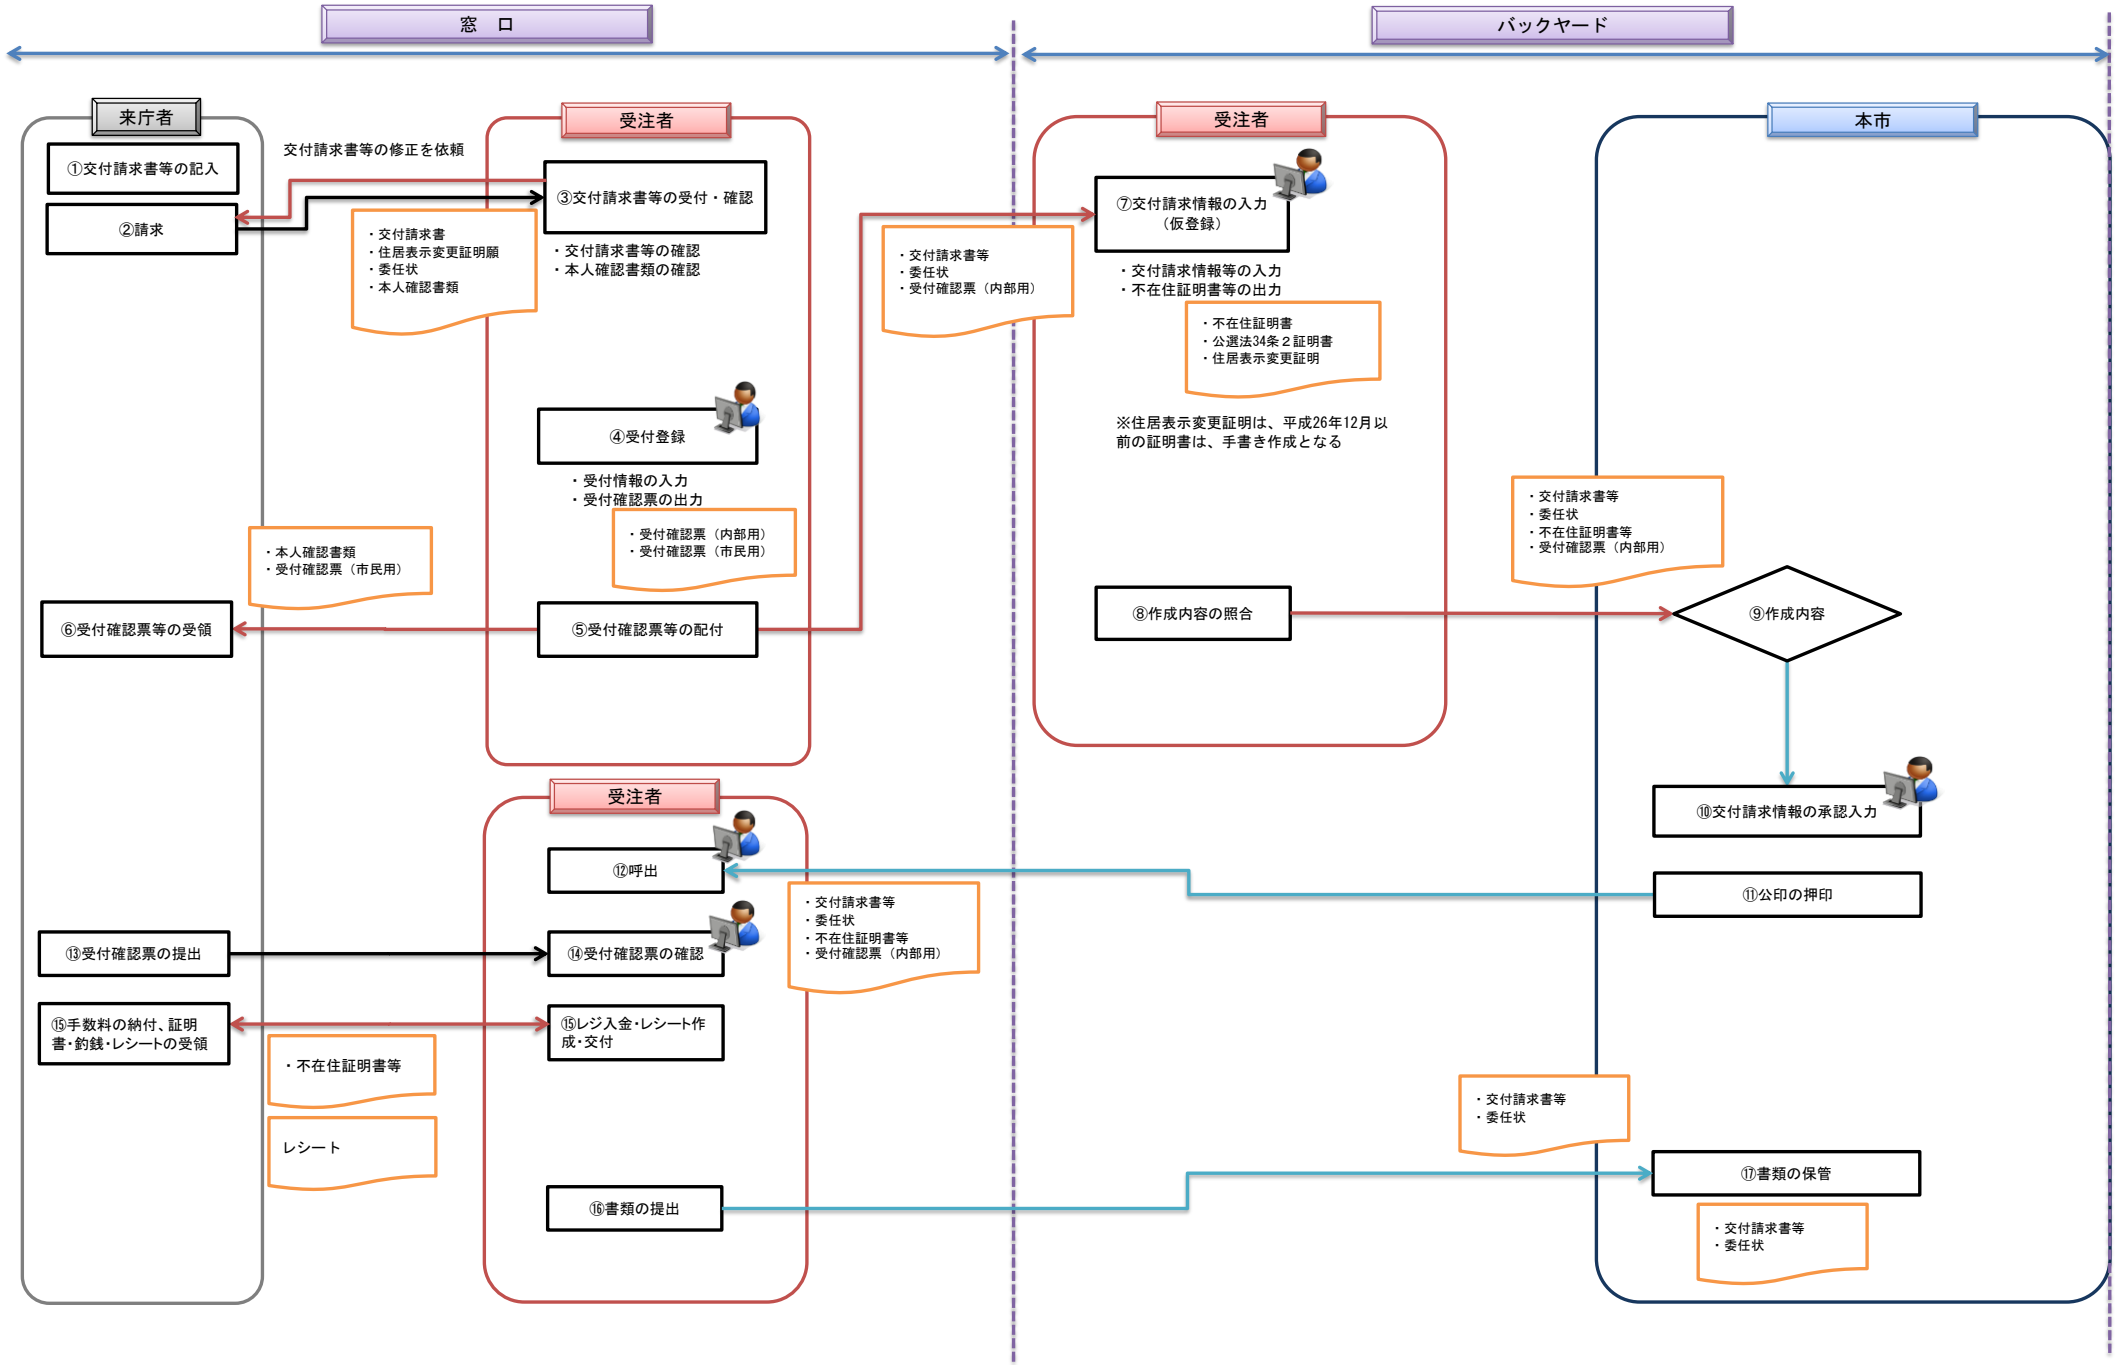 窓　口
バックヤード
来庁者
受注者
受注者
本市
①交付請求書等の記入
②請求
交付請求書等の修正を依頼
③交付請求書等の受付・確認
・交付請求書
・住居表示変更証明願
・委任状
・本人確認書類
・交付請求書等の確認
・本人確認書類の確認
④受付登録
・受付情報の入力
・受付確認票の出力
・受付確認票（内部用）
・受付確認票（市民用）
・本人確認書類
・受付確認票（市民用）
⑥受付確認票等の受領
⑤受付確認票等の配付
・交付請求書等
・委任状
・受付確認票（内部用）
⑦交付請求情報の入力
（仮登録）
・交付請求情報等の入力
・不在住証明書等の出力
・不在住証明書
・公選法34条２証明書
・住居表示変更証明
※住居表示変更証明は、平成26年12月以
前の証明書は、手書き作成となる
⑧作成内容の照合
・交付請求書等
・委任状
・不在住証明書等
・受付確認票（内部用）
⑨作成内容
⑩交付請求情報の承認入力
⑪公印の押印
受注者
⑫呼出
・交付請求書等
・委任状
・不在住証明書等
・受付確認票（内部用）
⑬受付確認票の提出
⑭受付確認票の確認
⑮手数料の納付、証明
書・釣銭・レシートの受領
⑮レジ入金・レシート作
成・交付
・不在住証明書等
レシート
⑯書類の提出
・交付請求書等
・委任状
⑰書類の保管
・交付請求書等
・委任状